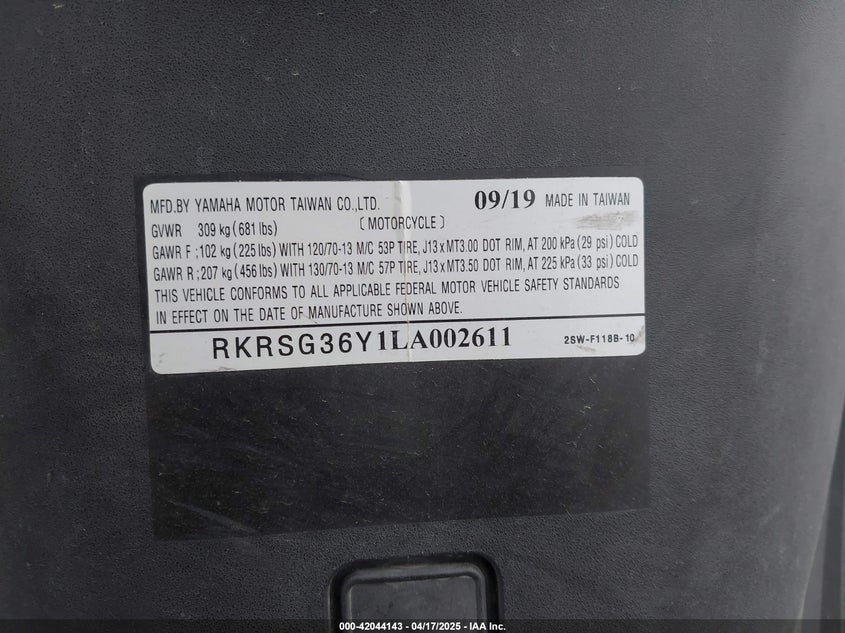 MFD.BY YAMAHA MOTOR TAIWAN CO.,LTD. 09/19 MADE IN TAIWAN
GVWR 309 kg (681 lbs) (MOTORCYCLE)
GAWR F :102 kg (225 lbs) WITH 120/70-13 M/C 53P TIRE, J13 x MT3.00 DOT RIM, AT 200 kPa (29 psi) COLD
GAWR R :207 kg (456 lbs) WITH 130/70-13 M/C 57P TIRE, J13 x MT3.50 DOT RIM, AT 225 kPa (33 psi) COLD
THIS VEHICLE CONFORMS TO ALL APPLICABLE FEDERAL MOTOR VEHICLE SAFETY STANDARDS
IN EFFECT ON THE DATE OF MANUFACTURE SHOWN ABOVE.
RKRSG36Y1LA002611 2SW-F118B-10
000-42044143 - 04/17/2025 - IAA Inc.